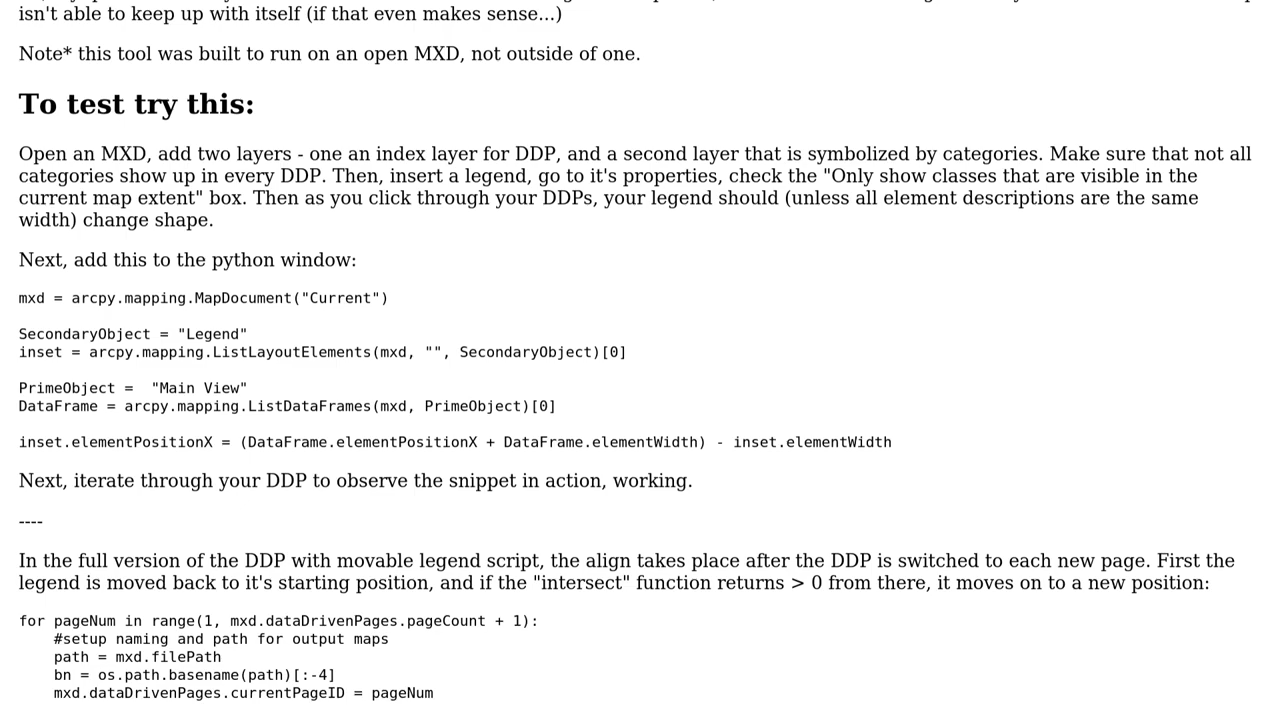 isn't able to keep up with itself (if that even makes sense...)
Note* this tool was built to run on an open MXD, not outside of one.
To test try this:
Open an MXD, add two layers - one an index layer for DDP, and a second layer that is symbolized by categories. Make sure that not all
categories show up in every DDP. Then, insert a legend, go to it's properties, check the "Only show classes that are visible in the
current map extent" box. Then as you click through your DDPs, your legend should (unless all element descriptions are the same
width) change shape.
Next, add this to the python window:
mxd = arcpy.mapping.MapDocument("Current")
SecondaryObject = "Legend"
inset = arcpy.mapping.ListLayoutElements(mxd, "", SecondaryObject)[0]
PrimeObject =  "Main View"
DataFrame = arcpy.mapping.ListDataFrames(mxd, PrimeObject)[0]
inset.elementPositionX = (DataFrame.elementPositionX + DataFrame.elementWidth) - inset.elementWidth
Next, iterate through your DDP to observe the snippet in action, working.
----
In the full version of the DDP with movable legend script, the align takes place after the DDP is switched to each new page. First the
legend is moved back to it's starting position, and if the "intersect" function returns > 0 from there, it moves on to a new position:
for pageNum in range(1, mxd.dataDrivenPages.pageCount + 1):
    #setup naming and path for output maps
    path = mxd.filePath
    bn = os.path.basename(path)[:-4]
    mxd.dataDrivenPages.currentPageID = pageNum